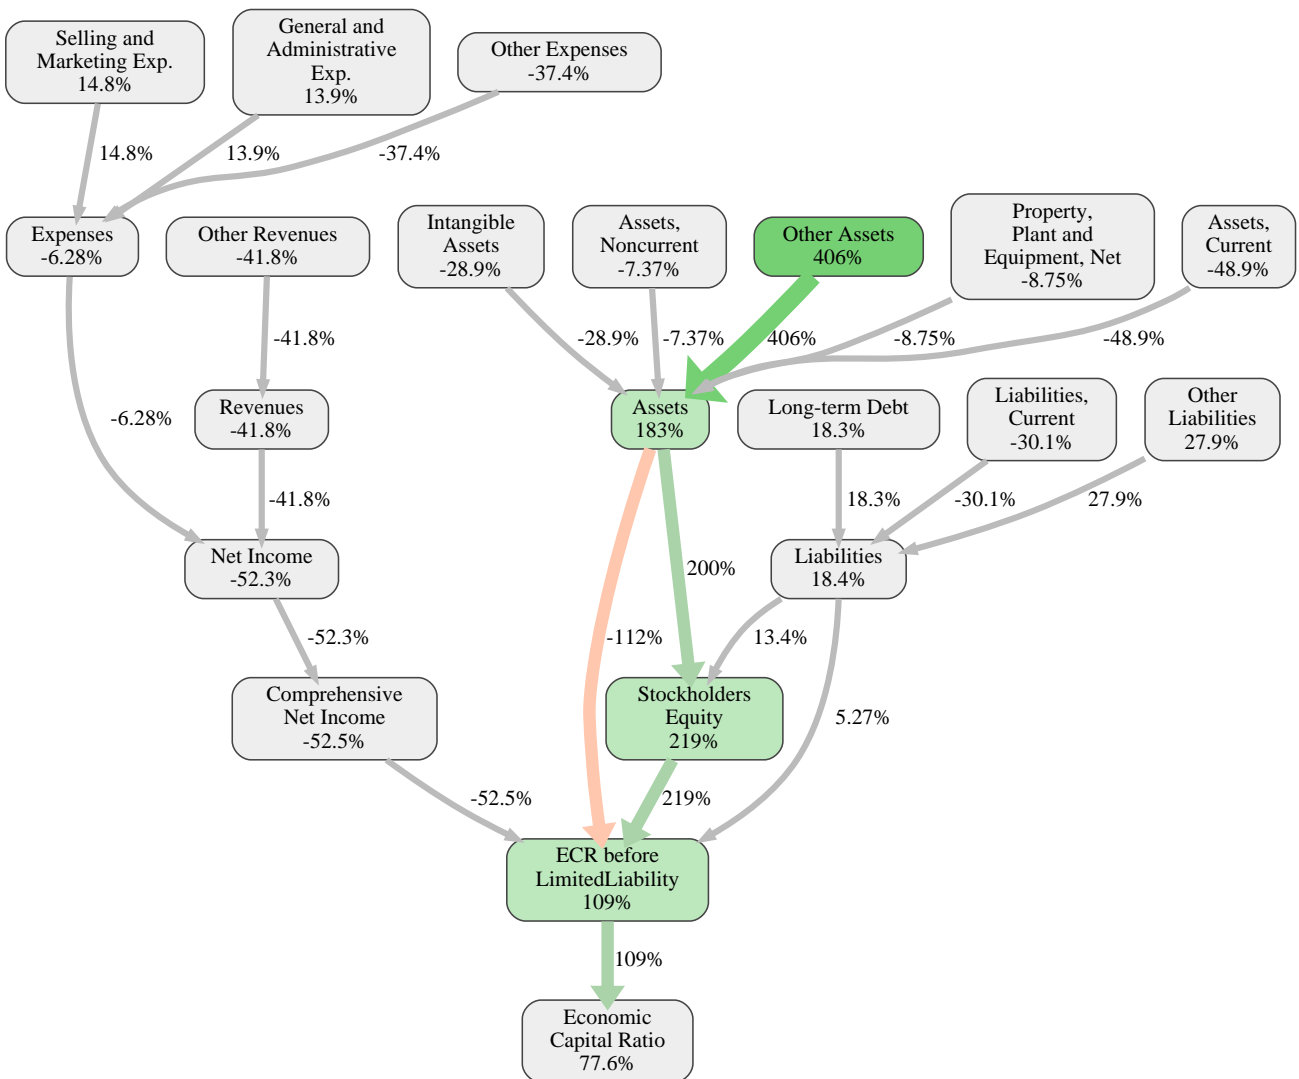 Selling and
Marketing Exp.
14.8%
General and
Administrative
Exp.
13.9%
Other Expenses
-37.4%
14.8%
13.9%
-37.4%
Expenses
-6.28%
Other Revenues
-41.8%
Intangible
Assets
-28.9%
Assets,
Noncurrent
-7.37%
Other Assets
406%
Property,
Plant and
Equipment, Net
-8.75%
Assets,
Current
-48.9%
-41.8%
-28.9%
-7.37%
406%
-8.75%
-48.9%
-6.28%
Revenues
-41.8%
Assets
183%
Long-term Debt
18.3%
Liabilities,
Current
-30.1%
Other
Liabilities
27.9%
-41.8%
18.3%
-30.1%
27.9%
Net Income
-52.3%
200%
Liabilities
18.4%
-52.3%
-112%
13.4%
Comprehensive
Net Income
-52.5%
Stockholders
Equity
219%
5.27%
-52.5%
219%
ECR before
LimitedLiability
109%
109%
Economic
Capital Ratio
77.6%